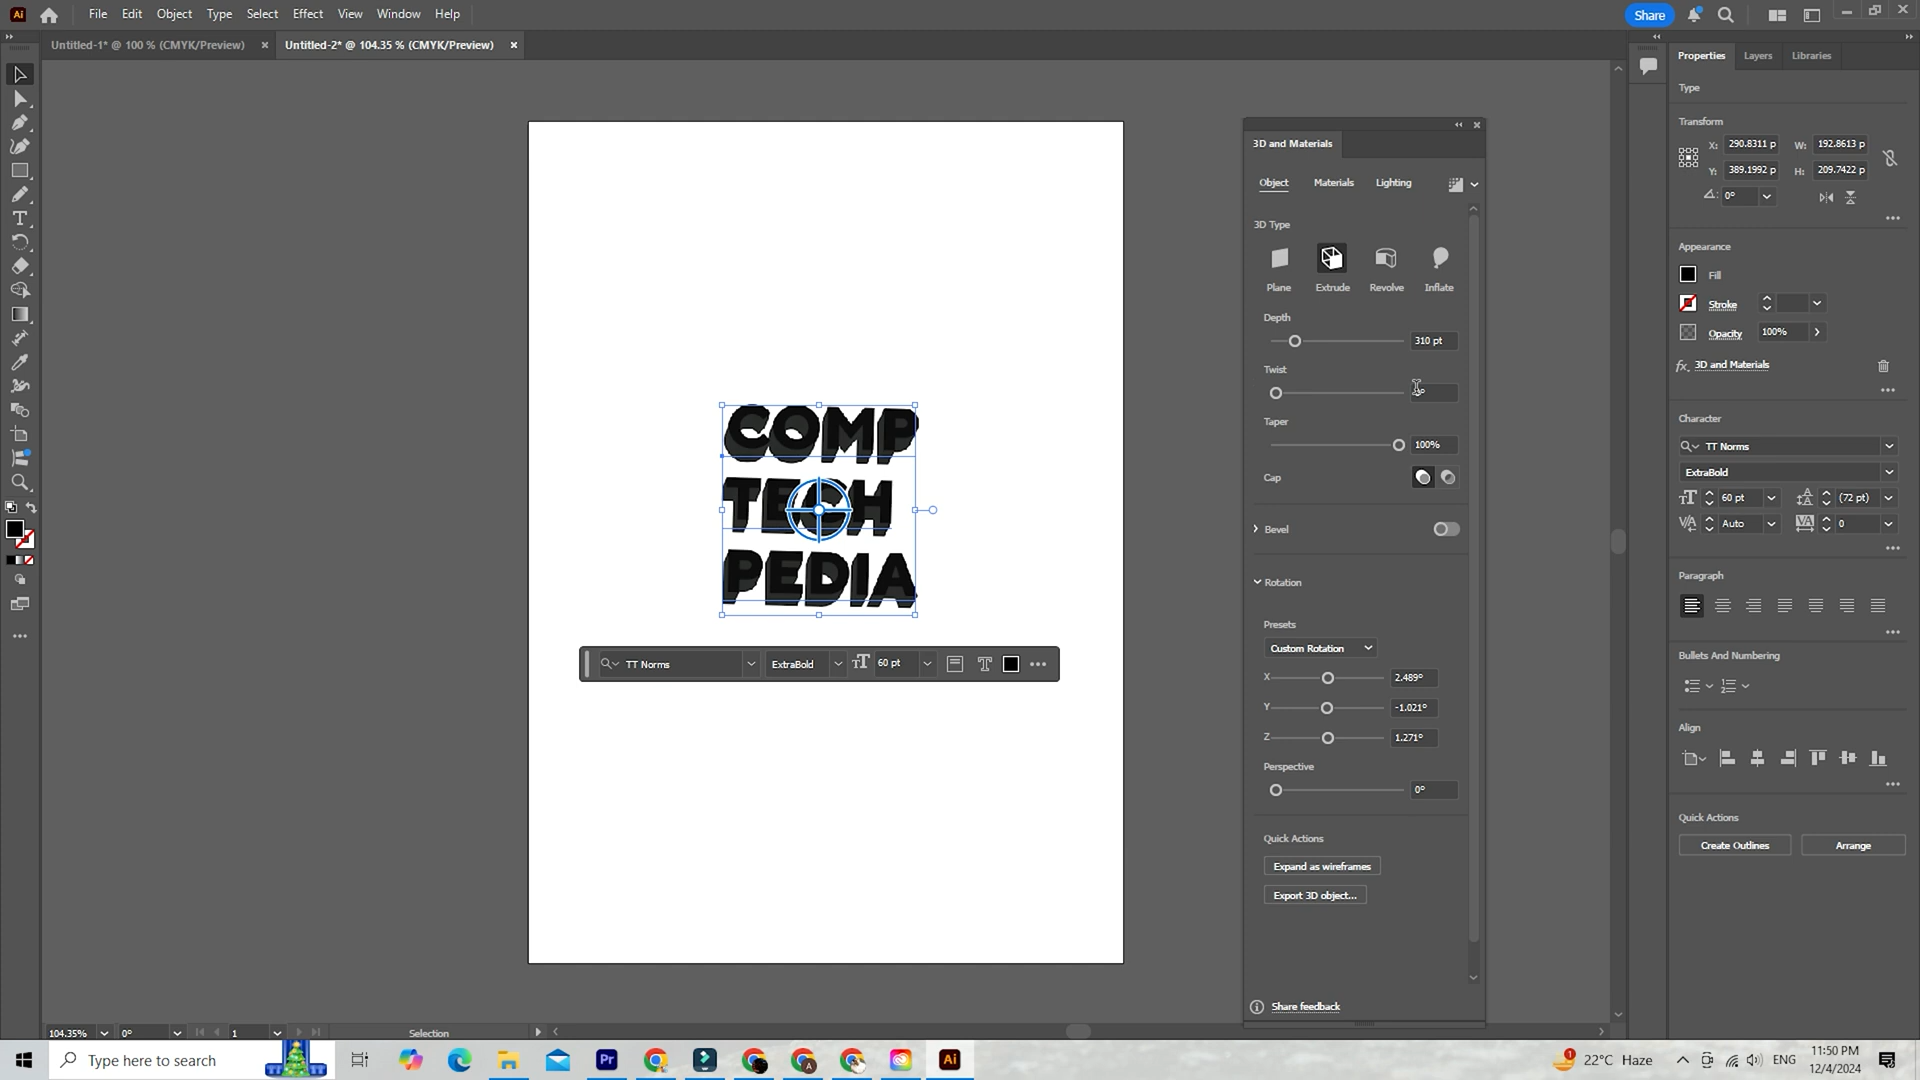 File Edit Object Type Select Effect View Window Help
Share
Untitled-1* @ 100 % (CMYK/Preview)
Untitled-2* @ 104.35 % (CMYK/Preview)
COMP
TECH
PEDIA
TT Norms ExtraBold 60 pt
3D and Materials
Object Materials Lighting
3D Type
Plane Extrude Revolve Inflate
Depth
310 pt
Twist
Taper
100%
Cap
Bevel
Rotation
Presets
Custom Rotation
X 2.489°
Y -1.021°
Z 1.271°
Perspective
0°
Quick Actions
Expand as wireframes
Export 3D object...
Share feedback
Properties Layers Libraries
Type
Transform
X: 290.8311 p W: 192.8613 p
Y: 389.1992 p H: 209.7422 p
0°
Appearance
Fill
Stroke
Opacity 100%
fx 3D and Materials
Character
TT Norms
ExtraBold
60 pt (72 pt)
Auto 0
Paragraph
Bullets And Numbering
Align
Quick Actions
Create Outlines Arrange
104.35% 0° 1 Selection
Type here to search
Pr
Ai
1 22°C Haze
ENG
11:50 PM
12/4/2024